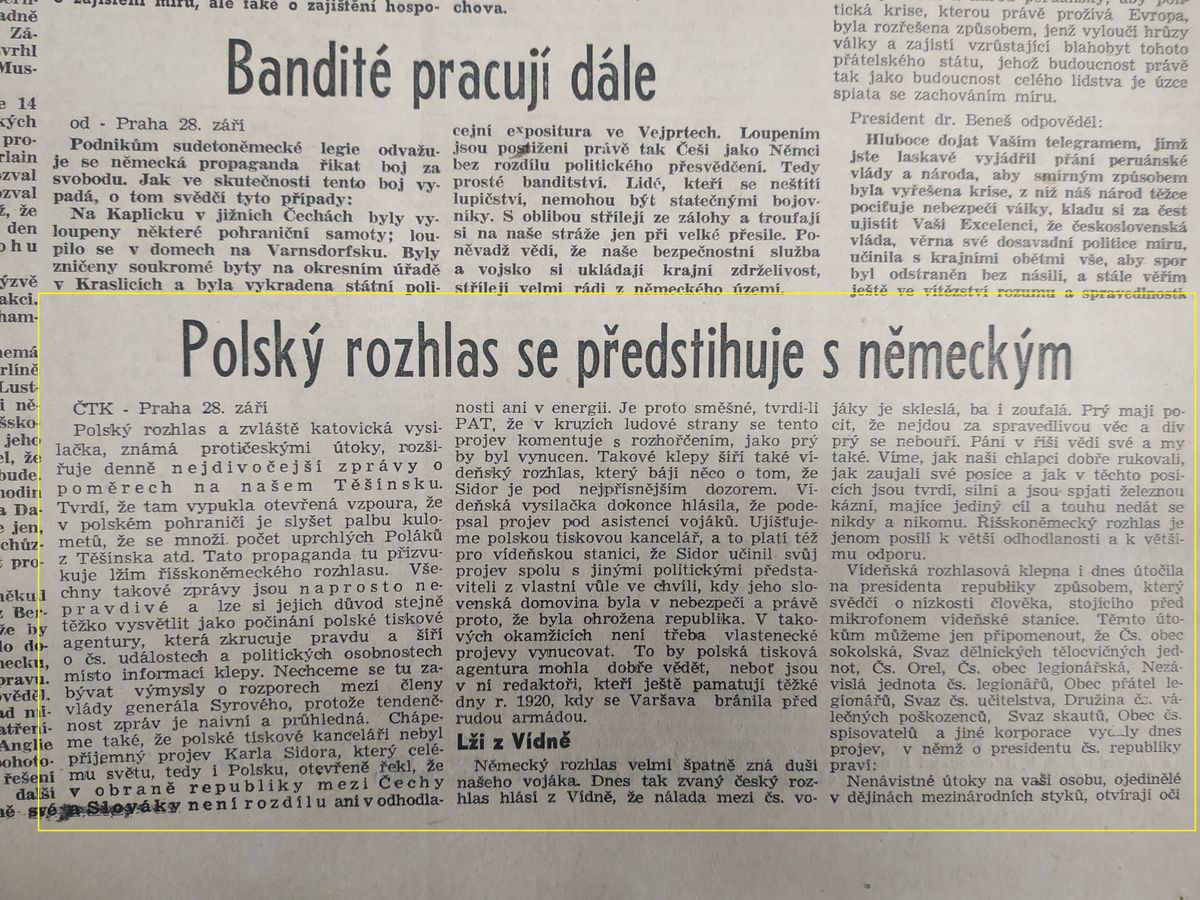 o zajištění míru, ale také o zajištění hospo-
chova.
Bandité pracují dále
od - Praha 28. září
Podnikům sudetoněmecké legie odvažu-
je se německá propaganda říkat boj za
svobodu. Jak ve skutečnosti tento boj vy-
padá, o tom svědčí tyto případy:
Na Kaplicku v jižních Čechách byly vy-
loupeny některé pohraniční samoty; lou-
pilo se v domech na Varnsdorfsku. Byly
zničeny soukromé byty na okresním úřadě
v Kraslicích a byla vykradena státní poli-
cejní expositura ve Vejprtech. Loupením
jsou postiženi právě tak Češi jako Němci
bez rozdílu politického přesvědčení. Tedy
prosté banditství. Lidé, kteří se neštítí
lupičství, nemohou být statečnými bojov-
níky. S oblibou střílejí ze zálohy a troufají
si na naše stráže jen při velké přesile. Po-
něvadž vědí, že naše bezpečnostní služba
a vojsko si ukládají krajní zdrželivost,
střílejí velmi rádi z německého území.
tická krise, kterou právě prožívá Evropa,
byla rozřešena způsobem, jenž vyloučí hrůzy
války a zajistí vzrůstající blahobyt tohoto
přátelského státu, jehož budoucnost právě
tak jako budoucnost celého lidstva je úzce
spiata se zachováním míru.
President dr. Beneš odpověděl:
Hluboce dojat Vaším telegramem, jímž
jste laskavě vyjádřil přání peruánské
vlády a národa, aby smírným způsobem
byla vyřešena krise, z níž náš národ těžce
pociťuje nebezpečí války, kladu si za čest
ujistit Vaši Excelenci, že československá
vláda, věrna své dosavadní politice míru,
učinila s krajními obětmi vše, aby spor
byl odstraněn bez násilí, a stále věřím
ještě ve vítězství rozumu a spravedlnosti
Polský rozhlas se předstihuje s německým
ČTK - Praha 28. září
Polský rozhlas a zvláště katovická vysi-
lačka, známá protičeskými útoky, rozši-
řuje denně nejdivočejší zprávy o
poměrech na našem Těšínsku.
Tvrdí, že tam vypukla otevřená vzpoura, že
v polském pohraničí je slyšet palbu kulo-
metů, že se množí počet uprchlých Poláků
z Těšínska atd. Tato propaganda tu přizvu-
kuje lžím říšskoněmeckého rozhlasu. Vše-
chny takové zprávy jsou naprosto ne-
pravdivé a lze si jejich důvod stejně
těžko vysvětlit jako počínání polské tiskové
agentury, která zkrucuje pravdu a šíří
o čs. událostech a politických osobnostech
místo informací klepy. Nechceme se tu za-
bývat výmysly o rozporech mezi členy
vlády generála Syrového, protože tendenč-
nost zpráv je naivní a průhledná. Chápe-
me také, že polské tiskové kanceláři nebyl
příjemný projev Karla Sidora, který celé-
mu světu, tedy i Polsku, otevřeně řekl, že
v obraně republiky mezi Čechy
a Slováky není rozdílu ani v odhodla-
nosti ani v energii. Je proto směšné, tvrdí-li
PAT, že v kruzích ludové strany se tento
projev komentuje s rozhořčením, jako prý
by byl vynucen. Takové klepy šíří také ví-
deňský rozhlas, který bájí něco o tom, že
Sidor je pod nejpřísnějším dozorem. Ví-
deňská vysilačka dokonce hlásila, že pode-
psal projev pod asistencí vojáků. Ujišťuje-
me polskou tiskovou kancelář, a to platí též
pro vídeňskou stanici, že Sidor učinil svůj
projev spolu s jinými politickými předsta-
viteli z vlastní vůle ve chvíli, kdy jeho slo-
venská domovina byla v nebezpečí a právě
proto, že byla ohrožena republika. V tako-
vých okamžicích není třeba vlastenecké
projevy vynucovat. To by polská tisková
agentura mohla dobře vědět, neboť jsou
v ní redaktoři, kteří ještě pamatují těžké
dny r. 1920, kdy se Varšava bránila před
rudou armádou.
Lži z Vídně
Německý rozhlas velmi špatně zná duši
našeho vojáka. Dnes tak zvaný český roz-
hlas hlásí z Vídně, že nálada mezi čs. vo-
jáky je skleslá, ba i zoufalá. Prý mají po-
cit, že nejdou za spravedlivou věc a div
prý se nebouří. Páni v říši vědí své a my
také. Víme, jak naši chlapci dobře rukovali,
jak zaujali své posice a jak v těchto posi-
cích jsou tvrdí, silní a jsou spjati železnou
kázní, majíce jediný cíl a touhu nedát se
nikdy a nikomu. Říšskoněmecký rozhlas je
jenom posílí k větší odhodlanosti a k větší-
mu odporu.
Vídeňská rozhlasová klepna i dnes útočila
na presidenta republiky způsobem, který
svědčí o nízkosti člověka, stojícího před
mikrofonem vídeňské stanice. Těmto úto-
kům můžeme jen připomenout, že Čs. obec
sokolská, Svaz dělnických tělocvičných jed-
not, Čs. Orel, Čs. obec legionářská, Nezá-
vislá jednota čs. legionářů, Obec přátel le-
gionářů, Svaz čs. učitelstva, Družina čs. vá-
lečných poškozenců, Svaz skautů, Obec čs.
spisovatelů a jiné korporace vydaly dnes
projev, v němž o presidentu čs. republiky
praví:
Nenávistné útoky na vaši osobu, ojedinělé
v dějinách mezinárodních styků, otvírají oči